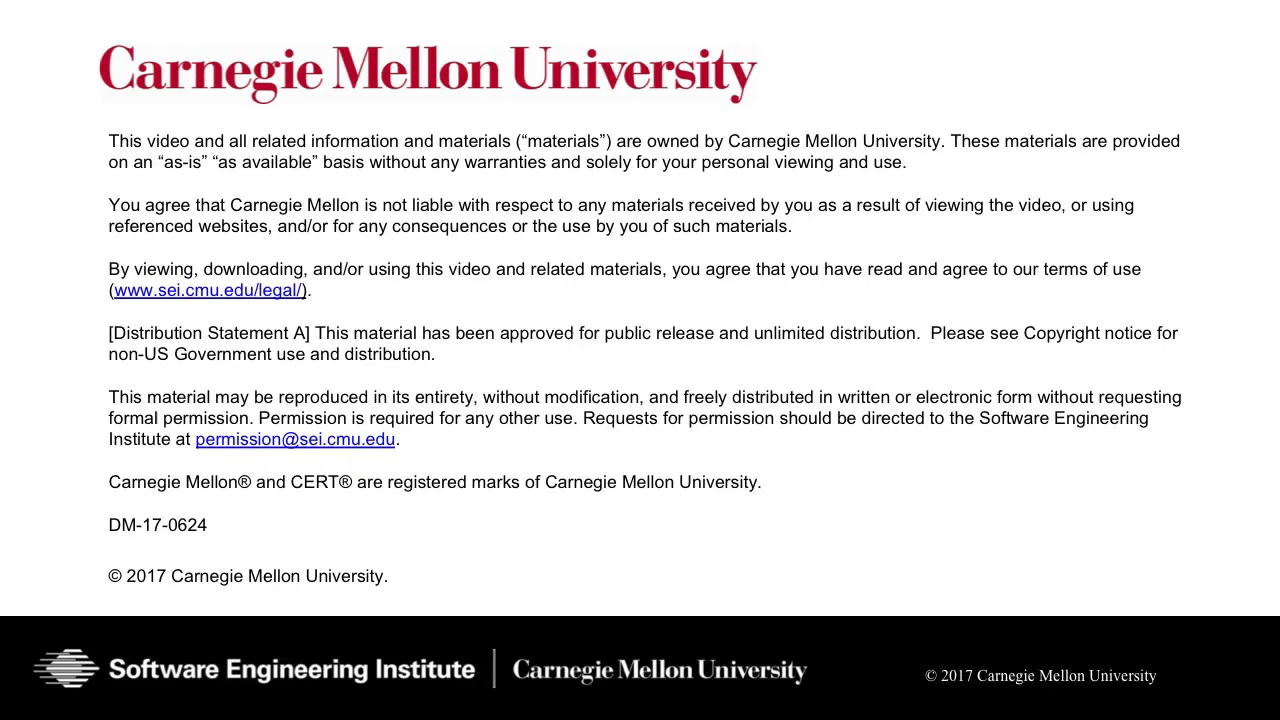 Carnegie Mellon University
This video and all related information and materials (“materials”) are owned by Carnegie Mellon University. These materials are provided
on an “as-is” “as available” basis without any warranties and solely for your personal viewing and use.
You agree that Carnegie Mellon is not liable with respect to any materials received by you as a result of viewing the video, or using
referenced websites, and/or for any consequences or the use by you of such materials.
By viewing, downloading, and/or using this video and related materials, you agree that you have read and agree to our terms of use
(www.sei.cmu.edu/legal/).
[Distribution Statement A] This material has been approved for public release and unlimited distribution.  Please see Copyright notice for
non-US Government use and distribution.
This material may be reproduced in its entirety, without modification, and freely distributed in written or electronic form without requesting
formal permission. Permission is required for any other use. Requests for permission should be directed to the Software Engineering
Institute at permission@sei.cmu.edu.
Carnegie Mellon® and CERT® are registered marks of Carnegie Mellon University.
DM-17-0624
© 2017 Carnegie Mellon University.
Software Engineering Institute | Carnegie Mellon University
© 2017 Carnegie Mellon University